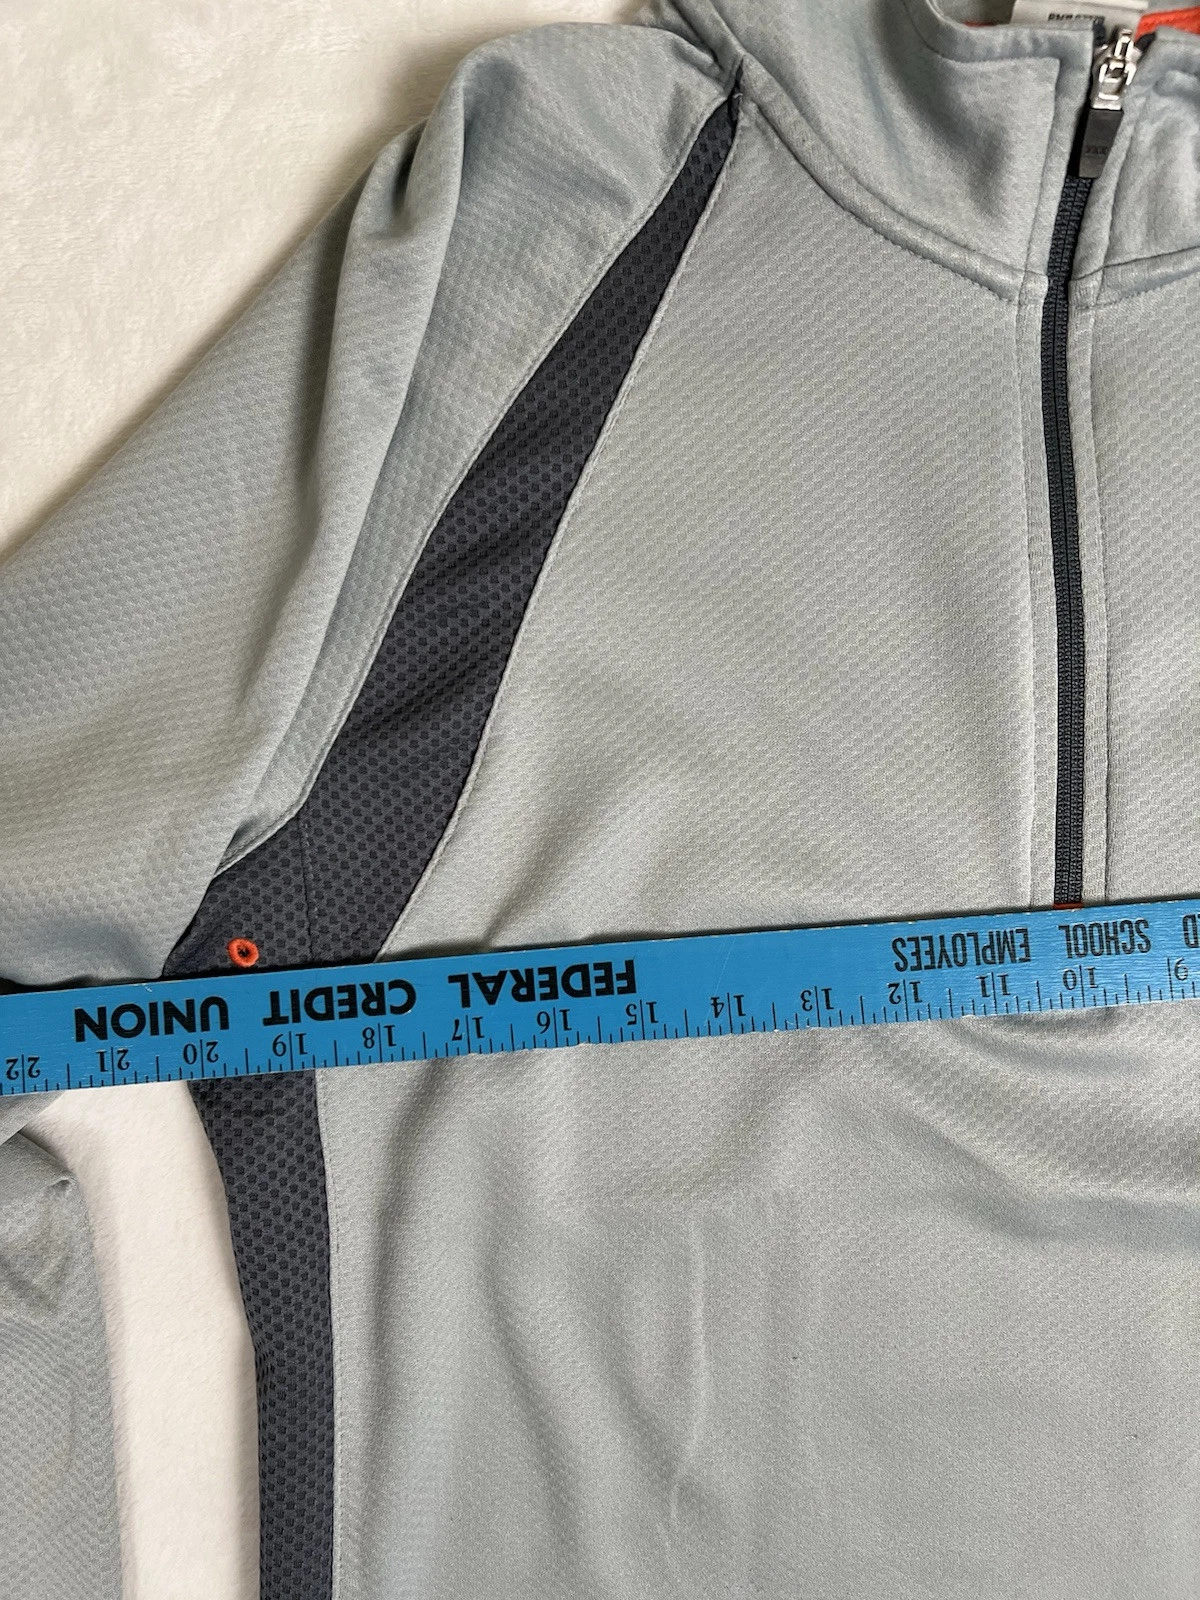 YKK
D SCHOOL EMPLOYEES
FEDERAL CREDIT UNION
9 10 11 12 13 14 15 16 17 18 19 20 21 22